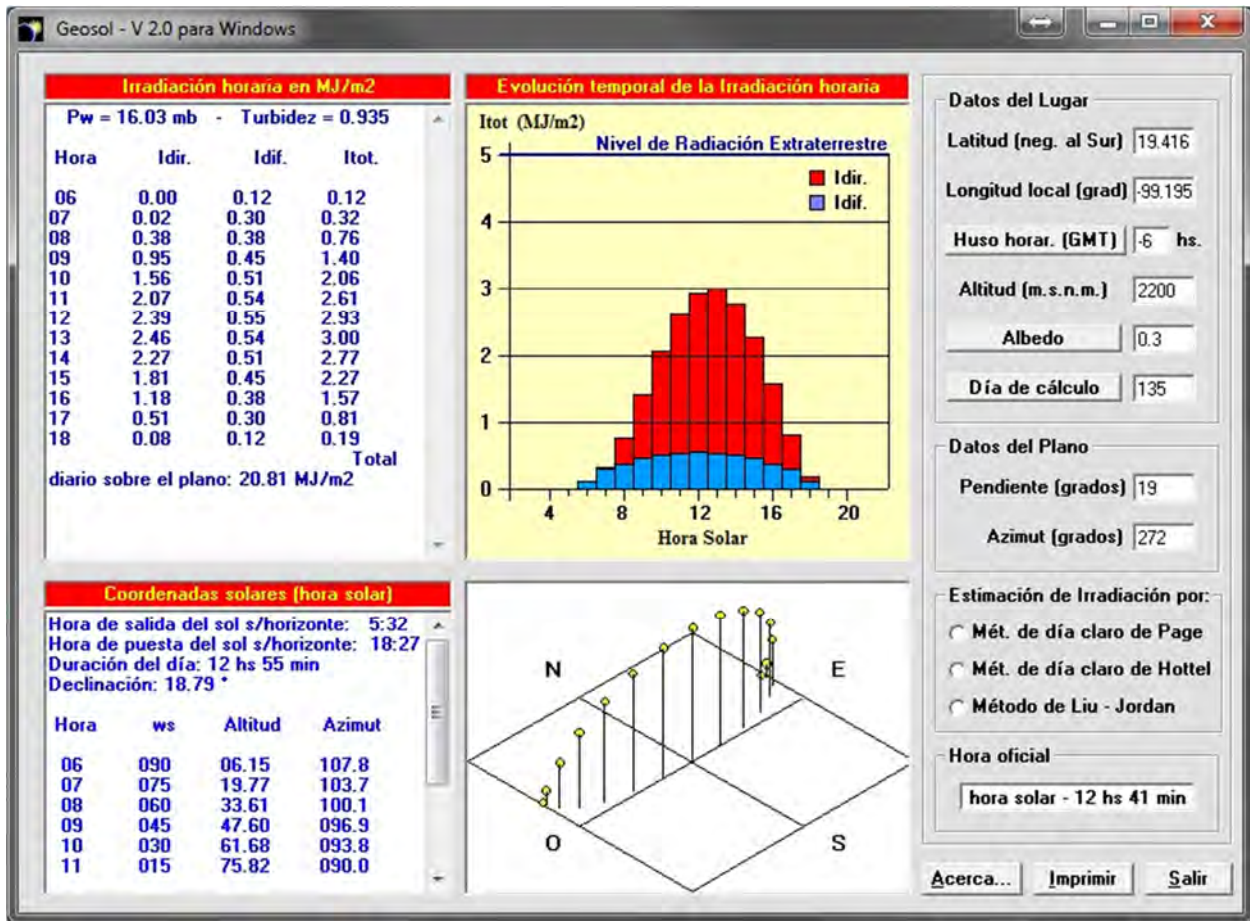 Geosol - V 2.0 para Windows
Irradiación horaria en MJ/m2
Pw = 16.03 mb - Turbidez = 0.935
Hora Idir. Idif. Itot.
06 0.00 0.12 0.12
07 0.02 0.30 0.32
08 0.38 0.38 0.76
09 0.95 0.45 1.40
10 1.56 0.51 2.06
11 2.07 0.54 2.61
12 2.39 0.55 2.93
13 2.46 0.54 3.00
14 2.27 0.51 2.77
15 1.81 0.45 2.27
16 1.18 0.38 1.57
17 0.51 0.30 0.81
18 0.08 0.12 0.19
Total
diario sobre el plano: 20.81 MJ/m2
Evolución temporal de la Irradiación horaria
Itot (MJ/m2)
Nivel de Radiación Extraterrestre
Idir.
Idif.
5
4
3
2
1
0
4 8 12 16 20
Hora Solar
Coordenadas solares (hora solar)
Hora de salida del sol s/horizonte: 5:32
Hora de puesta del sol s/horizonte: 18:27
Duración del día: 12 hs 55 min
Declinación: 18.79 °
Hora ws Altitud Azimut
06 090 06.15 107.8
07 075 19.77 103.7
08 060 33.61 100.1
09 045 47.60 096.9
10 030 61.68 093.8
11 015 75.82 090.0
N E
O S
Datos del Lugar
Latitud (neg. al Sur) 19.416
Longitud local (grad) -99.195
Huso horar. (GMT) -6 hs.
Altitud (m.s.n.m.) 2200
Albedo 0.3
Día de cálculo 135
Datos del Plano
Pendiente (grados) 19
Azimut (grados) 272
Estimación de Irradiación por:
Mét. de día claro de Page
Mét. de día claro de Hottel
Método de Liu - Jordan
Hora oficial
hora solar - 12 hs 41 min
Acerca... Imprimir Salir